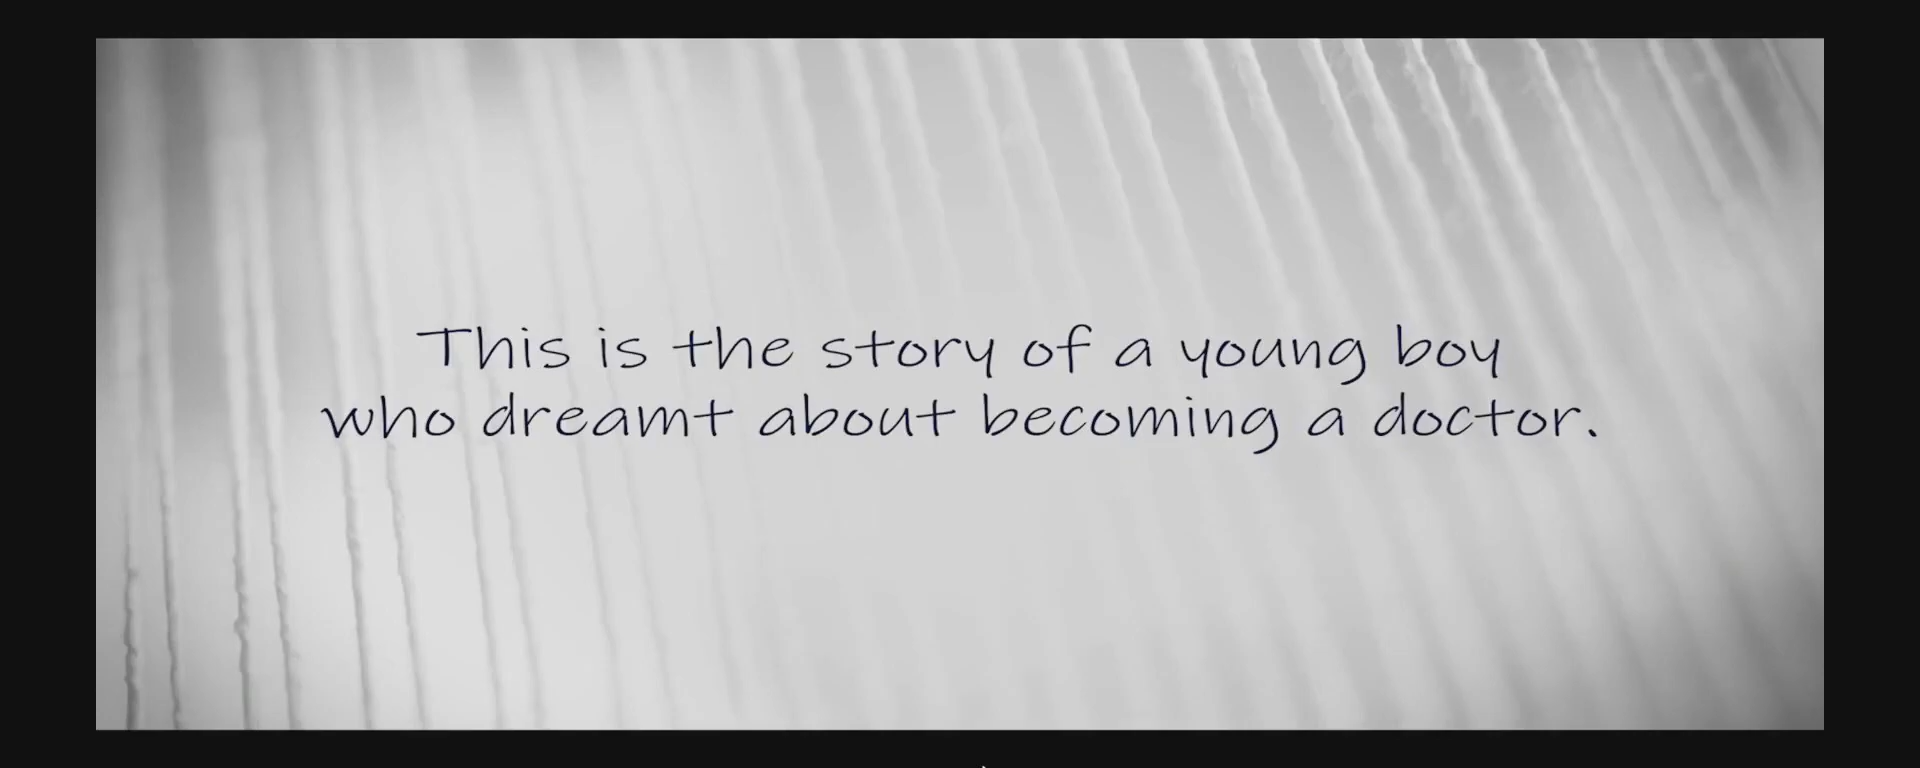 This is the story of a young boy
who dreamt about becoming a doctor.